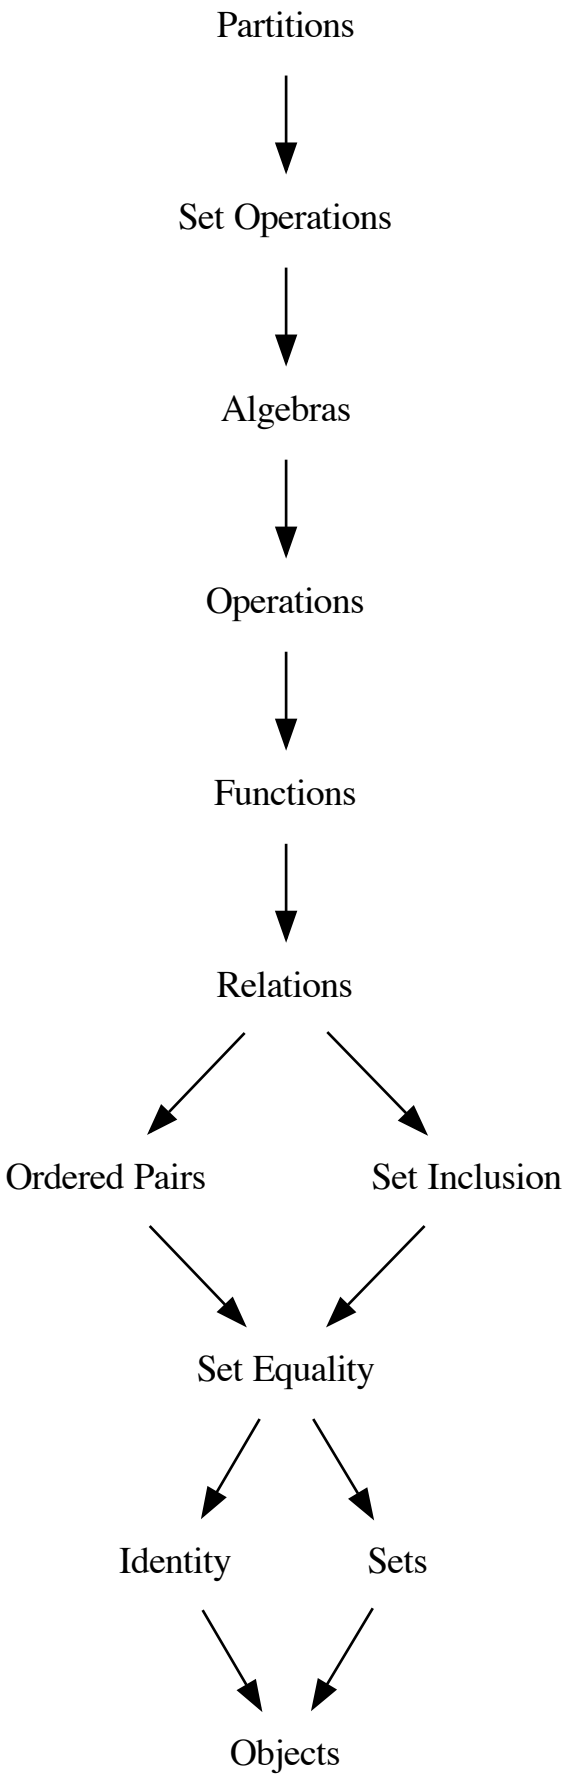 Partitions
Set Operations
Algebras
Operations
Functions
Relations
Ordered Pairs
Set Inclusion
Set Equality
Identity
Sets
Objects